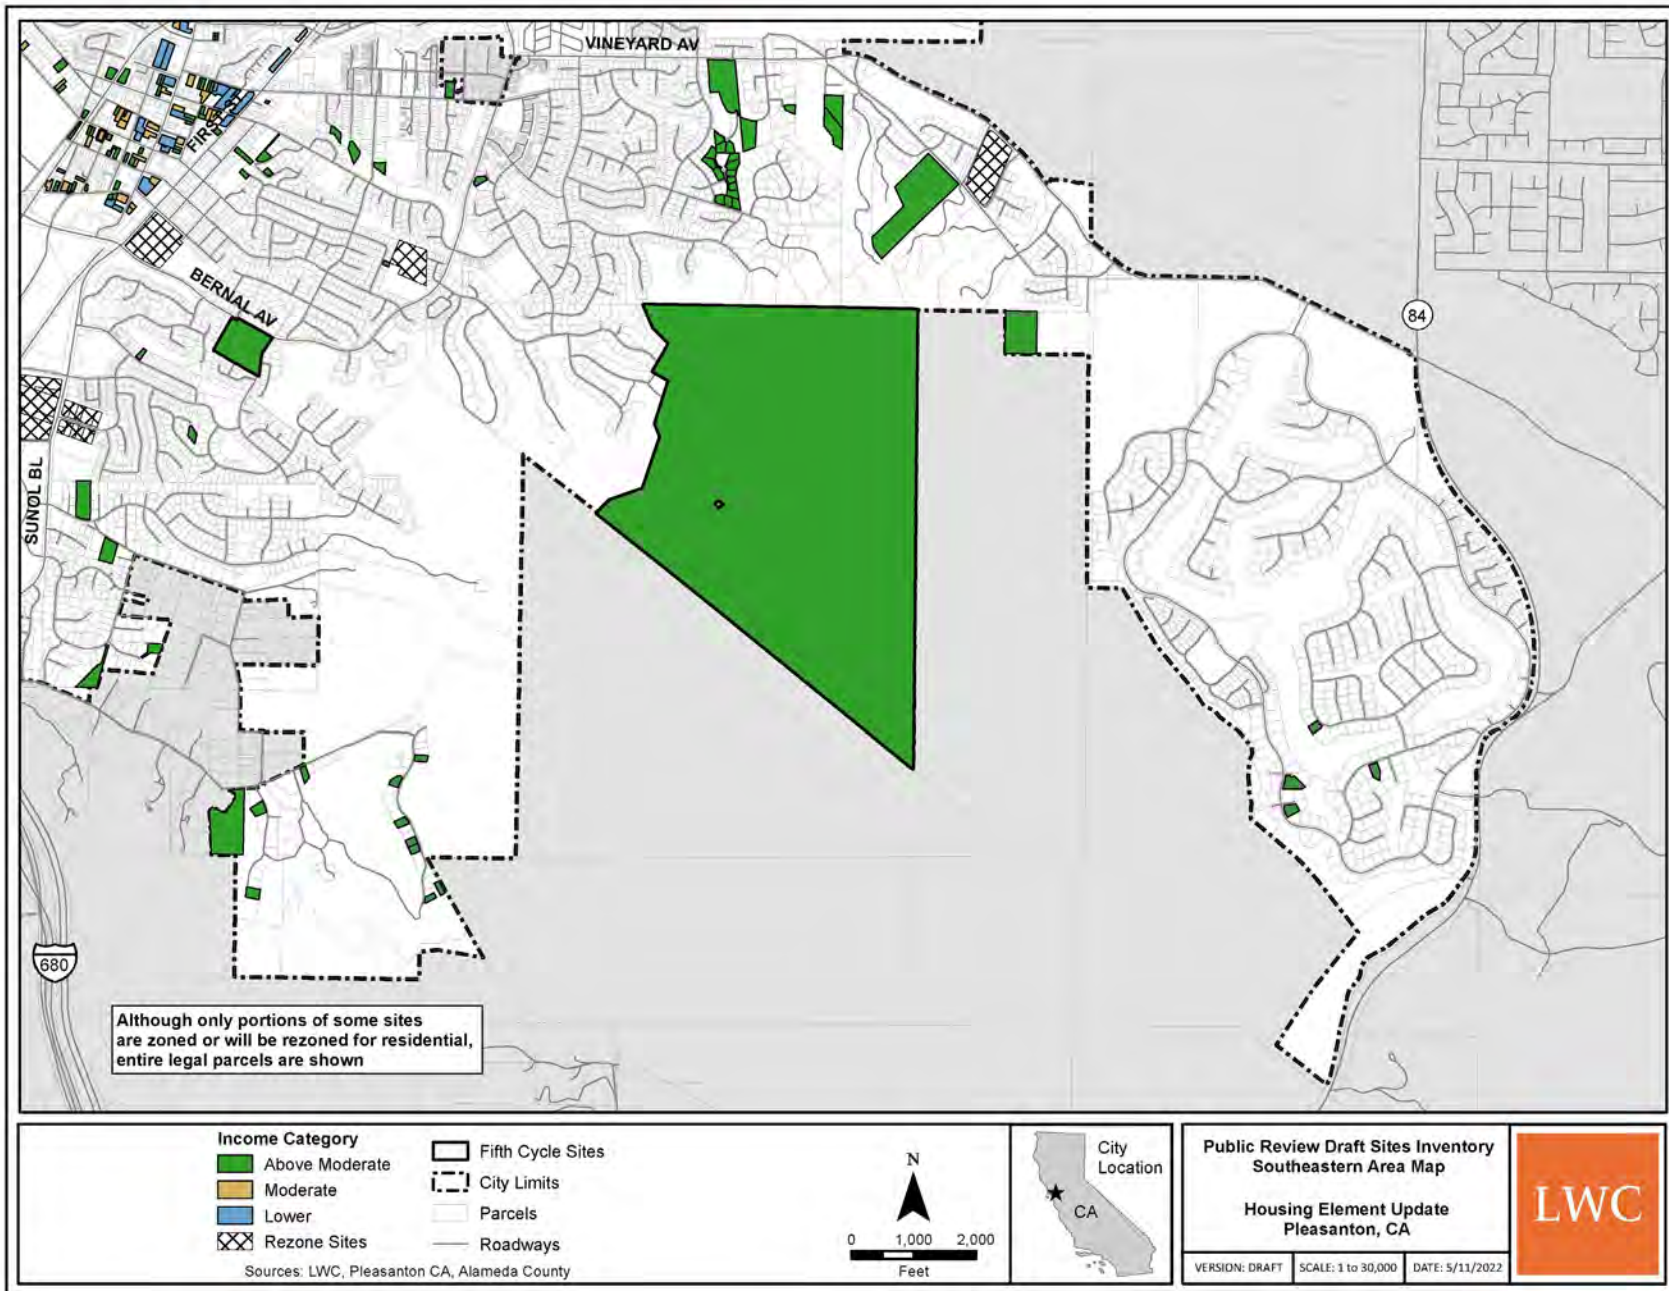 VINEYARD AV
FIRST ST
BERNAL AV
84
SUNOL BL
680
Although only portions of some sites
are zoned or will be rezoned for residential,
entire legal parcels are shown
Income Category
Above Moderate
Moderate
Lower
Rezone Sites
Fifth Cycle Sites
City Limits
Parcels
Roadways
Sources: LWC, Pleasanton CA, Alameda County
N
0 1,000 2,000
Feet
City
Location
CA
Public Review Draft Sites Inventory
Southeastern Area Map
Housing Element Update
Pleasanton, CA
VERSION: DRAFT
SCALE: 1 to 30,000
DATE: 5/11/2022
LWC